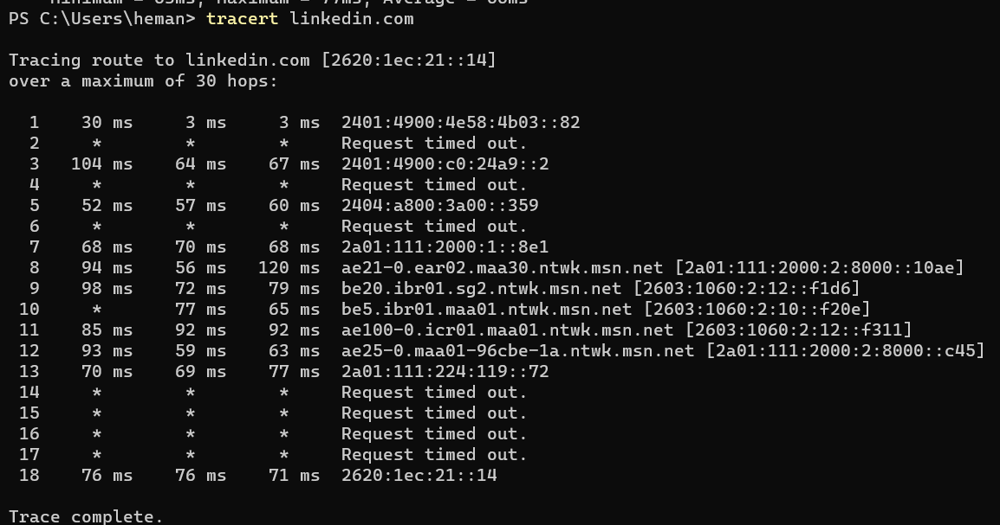 Minimum = 65ms, Maximum = 77ms, Average = 68ms
PS C:\Users\heman> tracert linkedin.com
Tracing route to linkedin.com [2620:1ec:21::14]
over a maximum of 30 hops:
1 30 ms 3 ms 3 ms 2401:4900:4e58:4b03::82
2 * * * Request timed out.
3 104 ms 64 ms 67 ms 2401:4900:c0:24a9::2
4 * * * Request timed out.
5 52 ms 57 ms 60 ms 2404:a800:3a00::359
6 * * * Request timed out.
7 68 ms 70 ms 68 ms 2a01:111:2000:1::8e1
8 94 ms 56 ms 120 ms ae21-0.ear02.maa30.ntwk.msn.net [2a01:111:2000:2:8000::10ae]
9 98 ms 72 ms 79 ms be20.ibr01.sg2.ntwk.msn.net [2603:1060:2:12::f1d6]
10 * 77 ms 65 ms be5.ibr01.maa01.ntwk.msn.net [2603:1060:2:10::f20e]
11 85 ms 92 ms 92 ms ae100-0.icr01.maa01.ntwk.msn.net [2603:1060:2:12::f311]
12 93 ms 59 ms 63 ms ae25-0.maa01-96cbe-1a.ntwk.msn.net [2a01:111:2000:2:8000::c45]
13 70 ms 69 ms 77 ms 2a01:111:224:119::72
14 * * * Request timed out.
15 * * * Request timed out.
16 * * * Request timed out.
17 * * * Request timed out.
18 76 ms 76 ms 71 ms 2620:1ec:21::14
Trace complete.